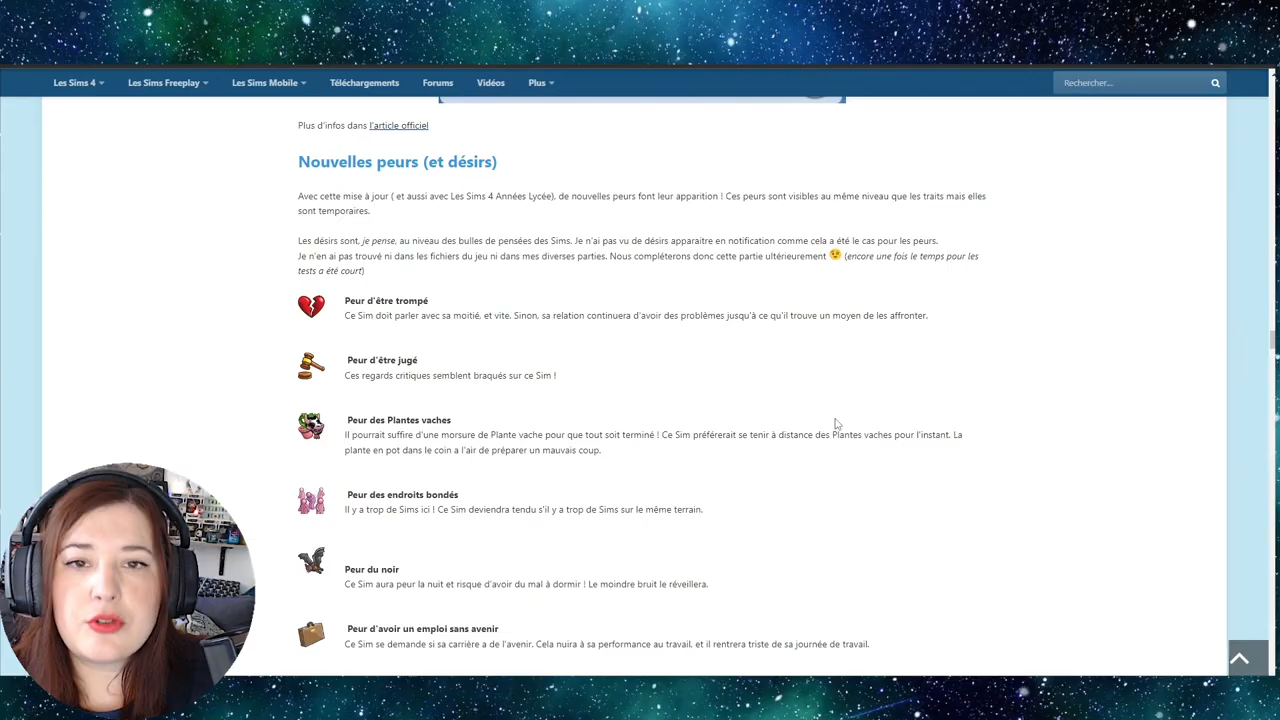 Les Sims 4 Les Sims Freeplay Les Sims Mobile Téléchargements Forums Vidéos Plus Rechercher...
Plus d'infos dans l'article officiel
Nouvelles peurs (et désirs)
Avec cette mise à jour ( et aussi avec Les Sims 4 Années Lycée), de nouvelles peurs font leur apparition ! Ces peurs sont visibles au même niveau que les traits mais elles
sont temporaires.
Les désirs sont, je pense, au niveau des bulles de pensées des Sims. Je n'ai pas vu de désirs apparaitre en notification comme cela a été le cas pour les peurs.
Je n'en ai pas trouvé ni dans les fichiers du jeu ni dans mes diverses parties. Nous compléterons donc cette partie ultérieurement 😉 (encore une fois le temps pour les
tests a été court)
Peur d'être trompé
Ce Sim doit parler avec sa moitié, et vite. Sinon, sa relation continuera d'avoir des problèmes jusqu'à ce qu'il trouve un moyen de les affronter.
Peur d'être jugé
Ces regards critiques semblent braqués sur ce Sim !
Peur des Plantes vaches
Il pourrait suffire d'une morsure de Plante vache pour que tout soit terminé ! Ce Sim préférerait se tenir à distance des Plantes vaches pour l'instant. La
plante en pot dans le coin a l'air de préparer un mauvais coup.
Peur des endroits bondés
Il y a trop de Sims ici ! Ce Sim deviendra tendu s'il y a trop de Sims sur le même terrain.
Peur du noir
Ce Sim aura peur la nuit et risque d'avoir du mal à dormir ! Le moindre bruit le réveillera.
Peur d'avoir un emploi sans avenir
Ce Sim se demande si sa carrière a de l'avenir. Cela nuira à sa performance au travail, et il rentrera triste de sa journée de travail.